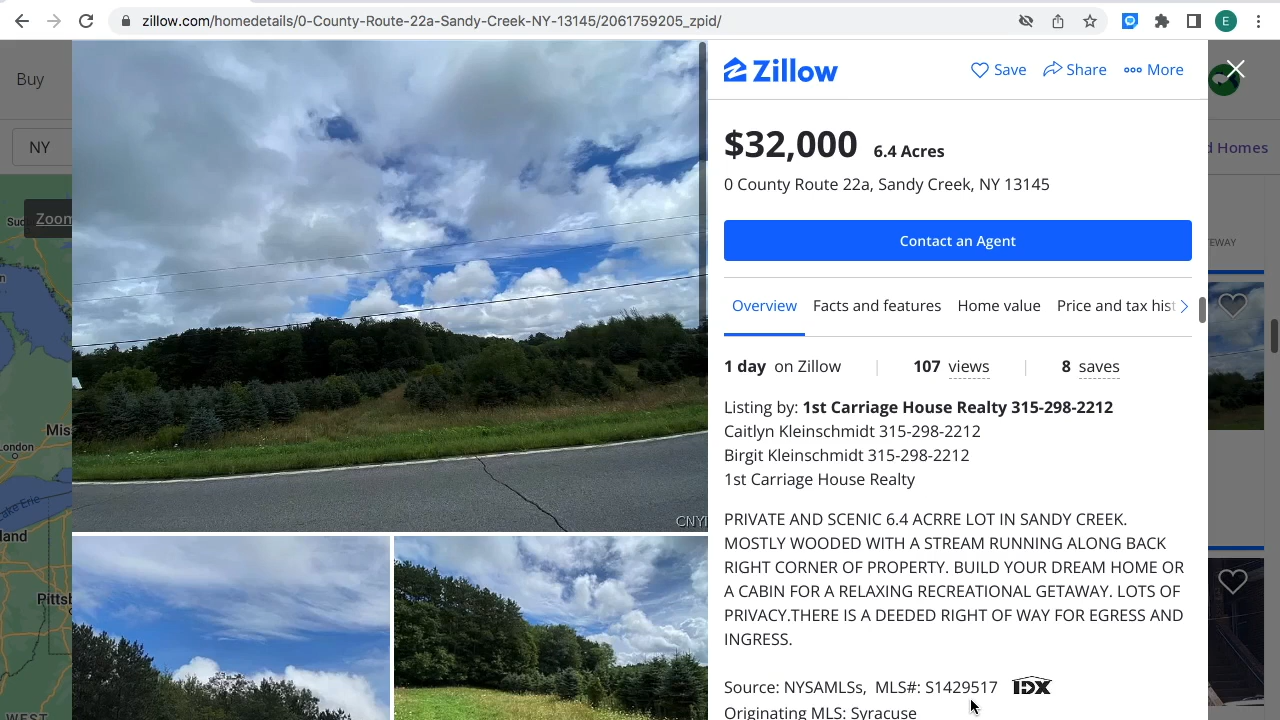 zillow.com/homedetails/0-County-Route-22a-Sandy-Creek-NY-13145/2061759205_zpid/
E
Buy
Zillow
Save
Share
More
NY
d Homes
$32,000 6.4 Acres
0 County Route 22a, Sandy Creek, NY 13145
Suc
Zoom
Contact an Agent
TEWAY
Overview
Facts and features
Home value
Price and tax hist
1 day on Zillow
107 views
8 saves
Listing by: 1st Carriage House Realty 315-298-2212
Caitlyn Kleinschmidt 315-298-2212
Birgit Kleinschmidt 315-298-2212
1st Carriage House Realty
Mis
London
Lake Erie
land
Pittsb
WEST
CNYI
PRIVATE AND SCENIC 6.4 ACRRE LOT IN SANDY CREEK.
MOSTLY WOODED WITH A STREAM RUNNING ALONG BACK
RIGHT CORNER OF PROPERTY. BUILD YOUR DREAM HOME OR
A CABIN FOR A RELAXING RECREATIONAL GETAWAY. LOTS OF
PRIVACY.THERE IS A DEEDED RIGHT OF WAY FOR EGRESS AND
INGRESS.
Source: NYSAMLSs, MLS#: S1429517 IDX
Originating MLS: Syracuse